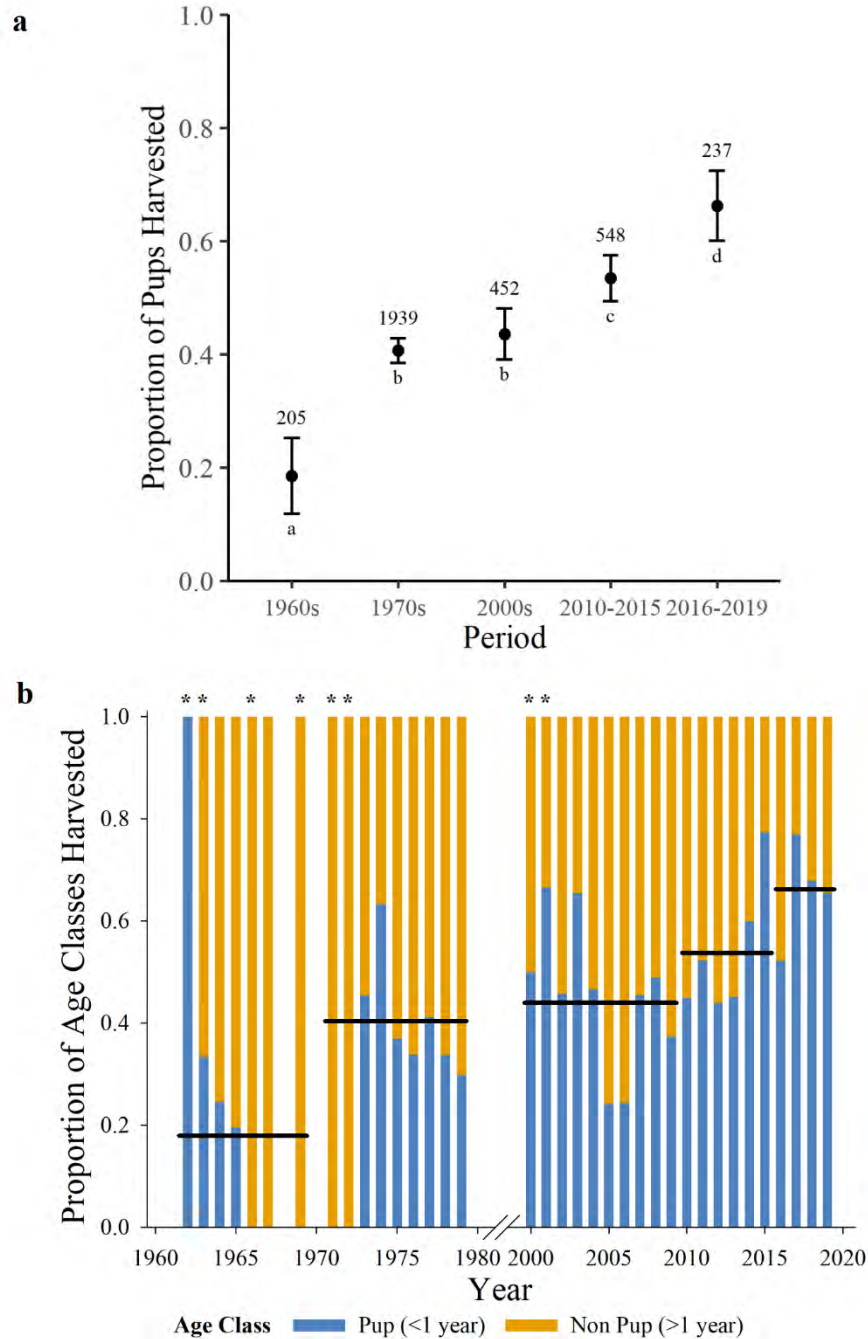 a
Proportion of Pups Harvested
1.0
0.8
0.6
0.4
0.2
0.0
205
a
1939
b
452
b
548
c
237
d
1960s 1970s 2000s 2010-2015 2016-2019
Period
b
* * * * * * * *
Proportion of Age Classes Harvested
1.0
0.8
0.6
0.4
0.2
0.0
1960 1965 1970 1975 1980 // 2000 2005 2010 2015 2020
Year
Age Class Pup (<1 year) Non Pup (>1 year)